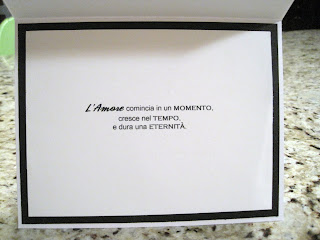 L'Amore comincia in un MOMENTO,
cresce nel TEMPO,
e dura una ETERNITÀ.